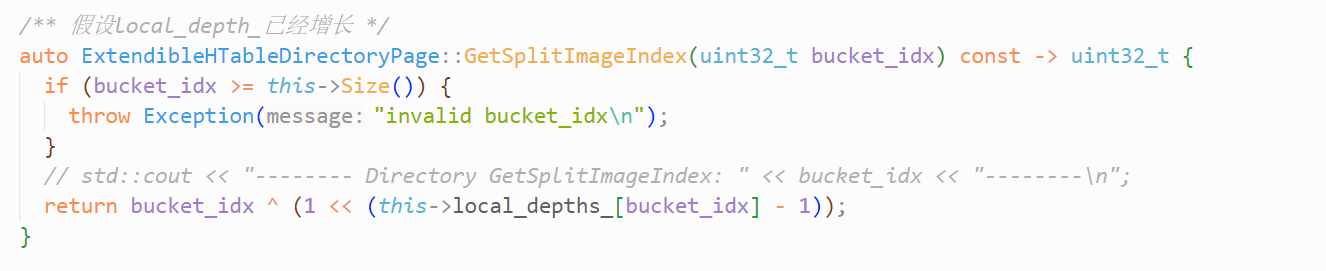 /** 假设local_depth_已经增长 */
auto ExtendibleHTableDirectoryPage::GetSplitImageIndex(uint32_t bucket_idx) const -> uint32_t {
  if (bucket_idx >= this->Size()) {
    throw Exception(message: "invalid bucket_idx\n");
  }
  // std::cout << "-------- Directory GetSplitImageIndex: " << bucket_idx << "--------\n";
  return bucket_idx ^ (1 << (this->local_depths_[bucket_idx] - 1));
}